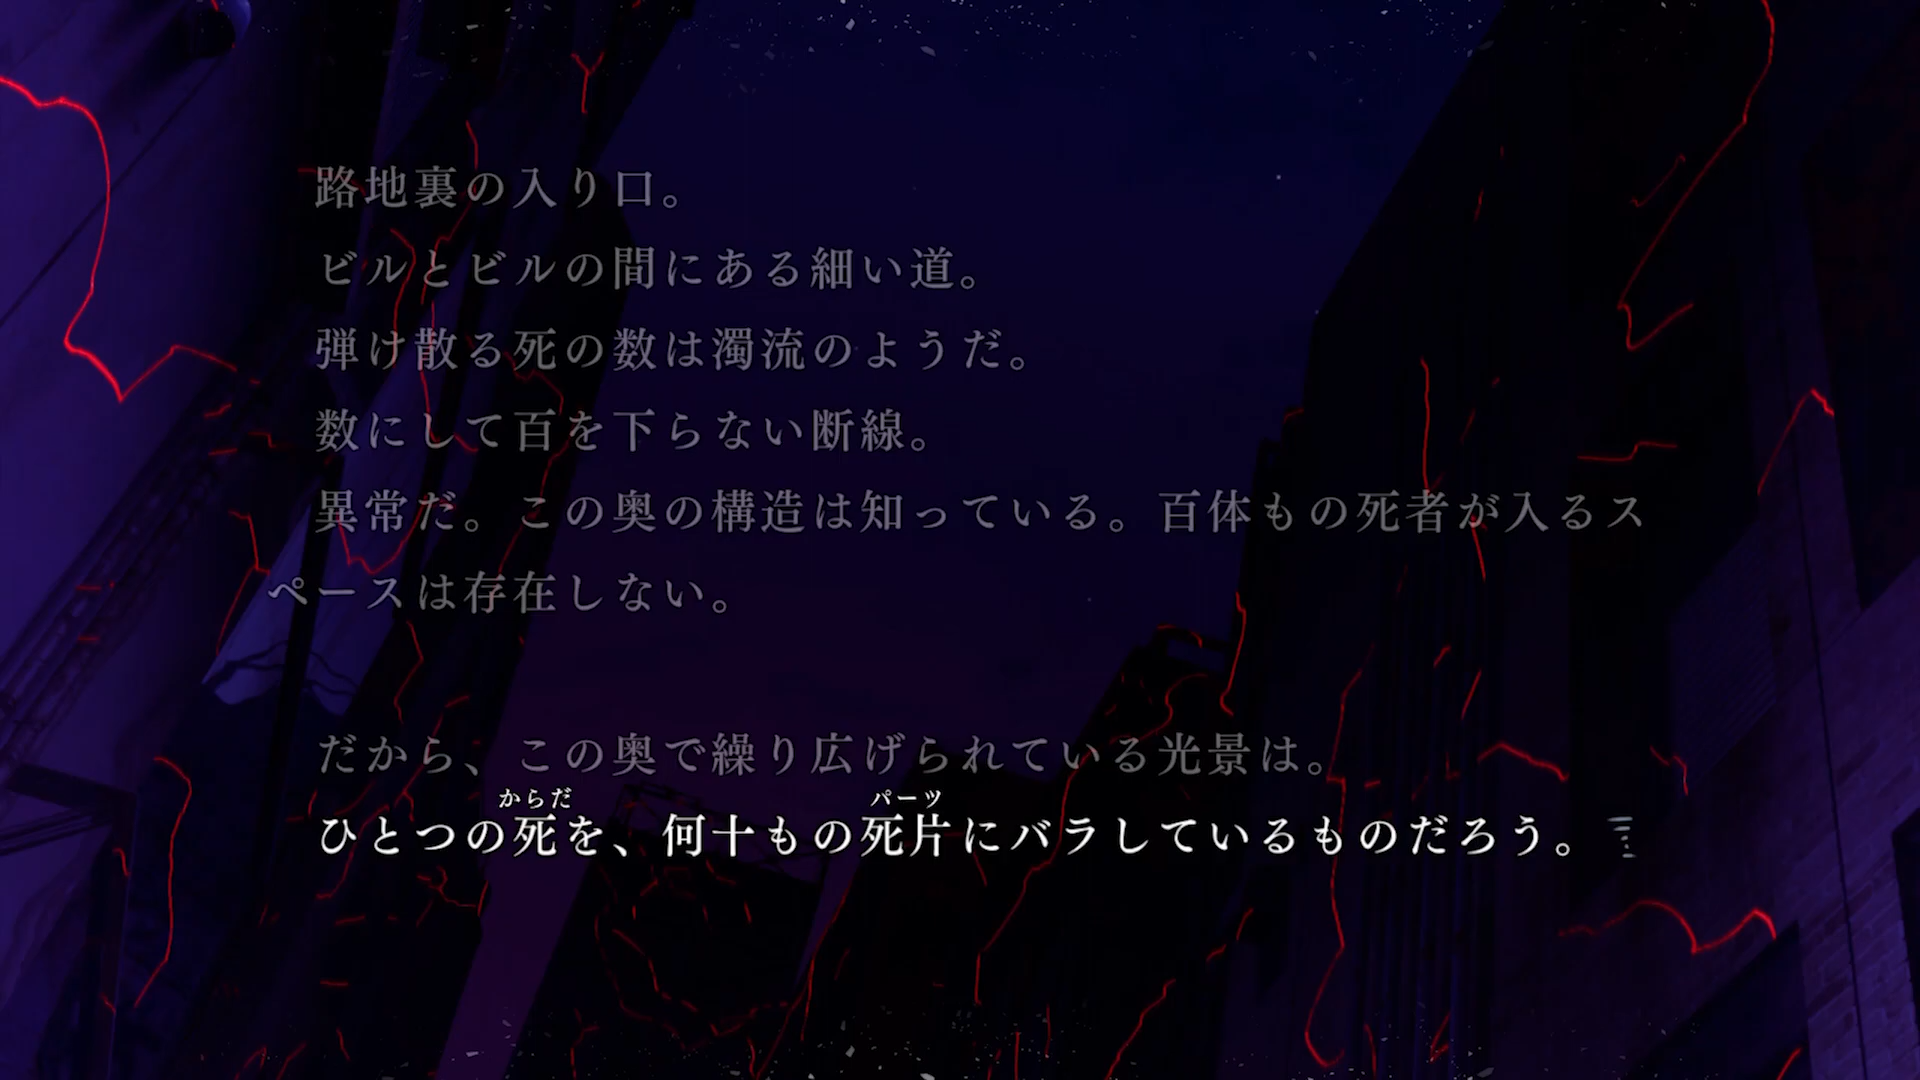 路地裏の入り口。
ビルとビルの間にある細い道。
弾け散る死の数は濁流のようだ。
数にして百を下らない断線。
異常だ。この奥の構造は知っている。百体もの死者が入るス
ペースは存在しない。
だから、この奥で繰り広げられている光景は。
からだ パーツ
ひとつの死を、何十もの死片にバラしているものだろう。